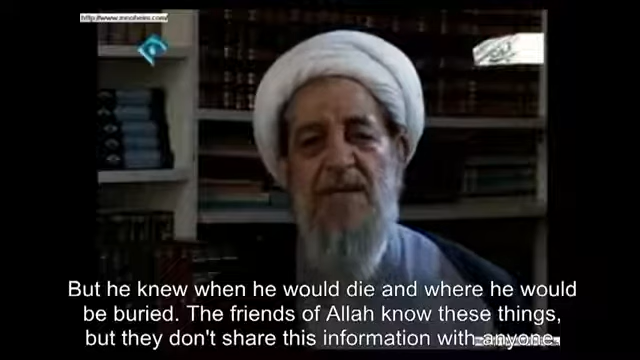 http://www.mnoheini.com/
But he knew when he would die and where he would
be buried. The friends of Allah know these things,
but they don't share this information with anyone.